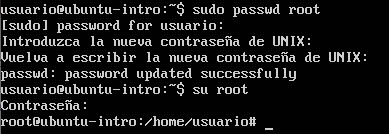 usuario@ubuntu-intro:~$ sudo passwd root
[sudo] password for usuario:
Introduzca la nueva contraseña de UNIX:
Vuelva a escribir la nueva contraseña de UNIX:
passwd: password updated successfully
usuario@ubuntu-intro:~$ su root
Contraseña:
root@ubuntu-intro:/home/usuario# _